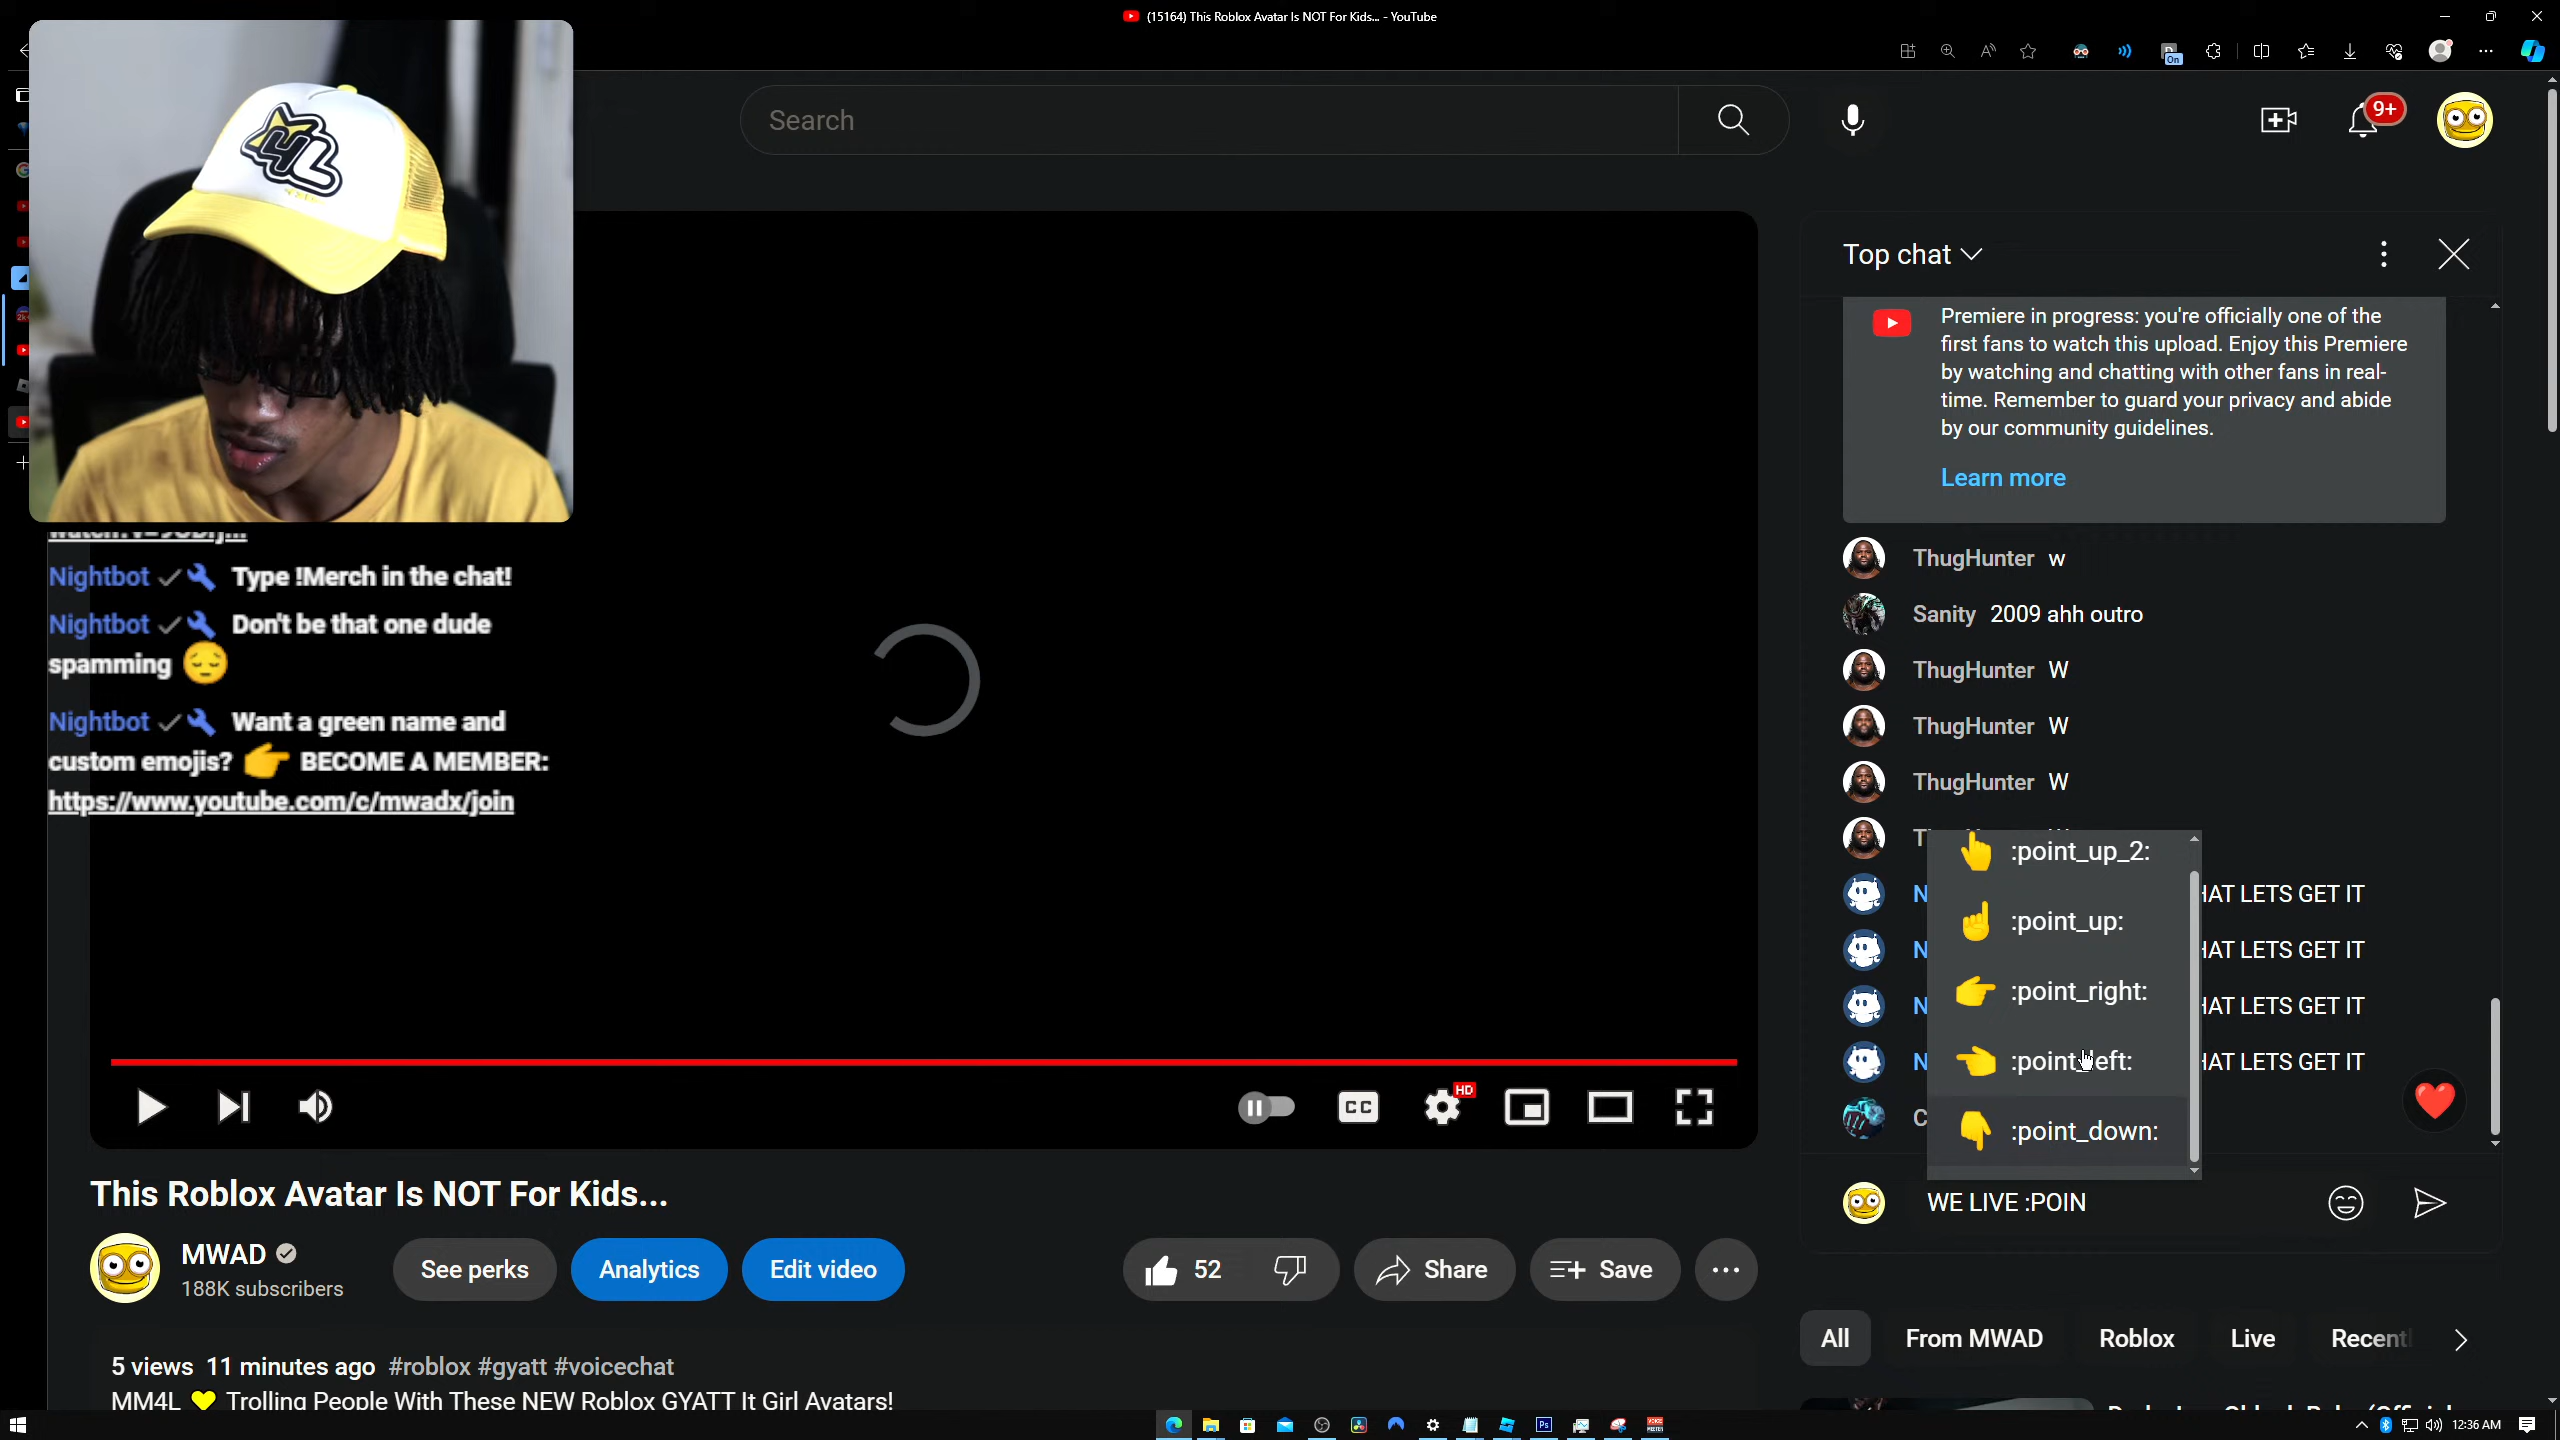 (15164) This Roblox Avatar Is NOT For Kids... - YouTube
On
Search
9+
Top chat
Premiere in progress: you're officially one of the
first fans to watch this upload. Enjoy this Premiere
by watching and chatting with other fans in real-
time. Remember to guard your privacy and abide
by our community guidelines.
Learn more
ThugHunter w
Sanity 2009 ahh outro
ThugHunter W
ThugHunter W
ThugHunter W
:point_up_2:
HAT LETS GET IT
:point_up:
HAT LETS GET IT
:point_right:
HAT LETS GET IT
:point_left:
HAT LETS GET IT
:point_down:
WE LIVE :POIN
Nightbot Type !Merch in the chat!
Nightbot Don't be that one dude
spamming 😔
Nightbot Want a green name and
custom emojis? 👉 BECOME A MEMBER:
https://www.youtube.com/c/mwadx/join
CC
HD
This Roblox Avatar Is NOT For Kids...
MWAD
188K subscribers
See perks
Analytics
Edit video
52
Share
Save
5 views 11 minutes ago #roblox #gyatt #voicechat
MM4L 💛 Trolling People With These NEW Roblox GYATT It Girl Avatars!
All
From MWAD
Roblox
Live
Recent
12:36 AM